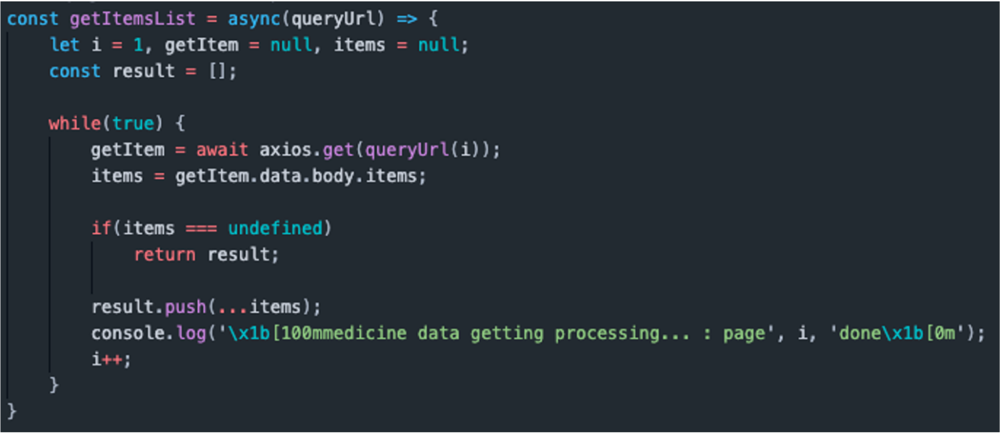 const getItemsList = async(queryUrl) => {
    let i = 1, getItem = null, items = null;
    const result = [];

    while(true) {
        getItem = await axios.get(queryUrl(i));
        items = getItem.data.body.items;

        if(items === undefined)
            return result;

        result.push(...items);
        console.log('\x1b[100mmedicine data getting processing... : page', i, 'done\x1b[0m');
        i++;
    }
}